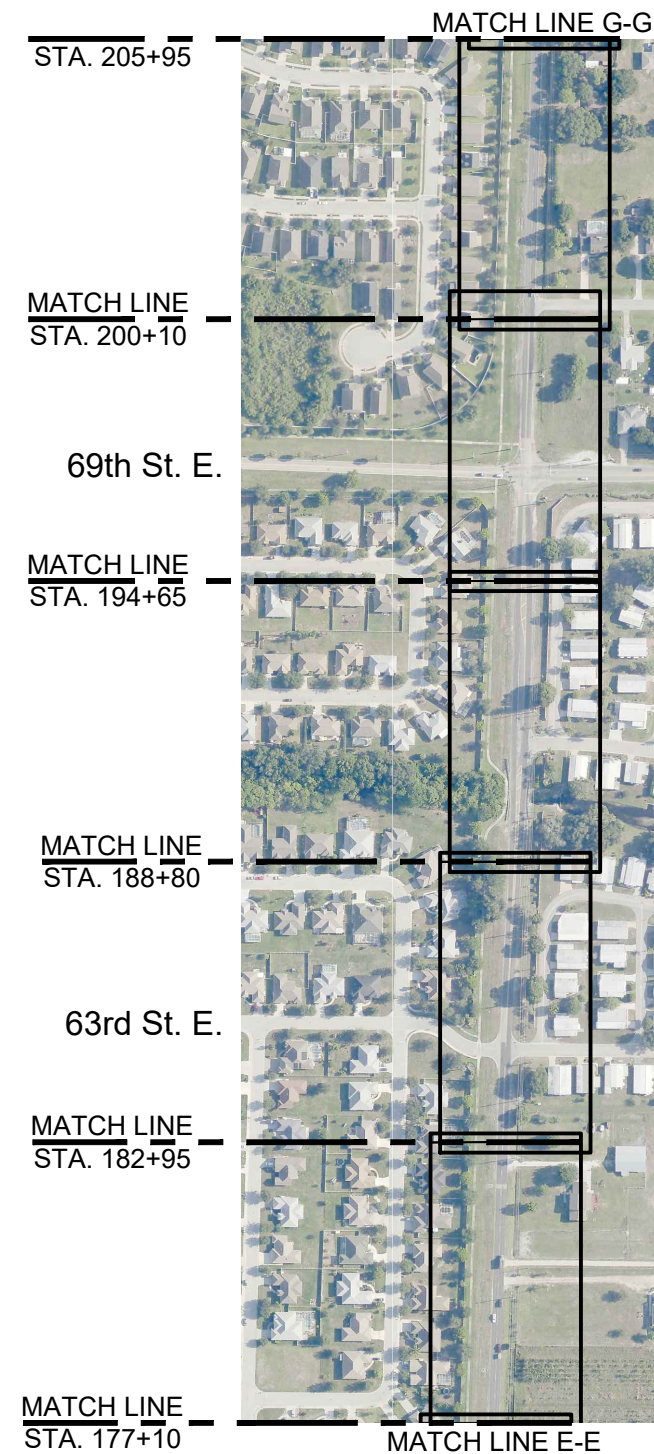 MATCH LINE G-G
STA. 205+95
MATCH LINE
STA. 200+10
69th St. E.
MATCH LINE
STA. 194+65
MATCH LINE
STA. 188+80
63rd St. E.
MATCH LINE
STA. 182+95
MATCH LINE
STA. 177+10
MATCH LINE E-E